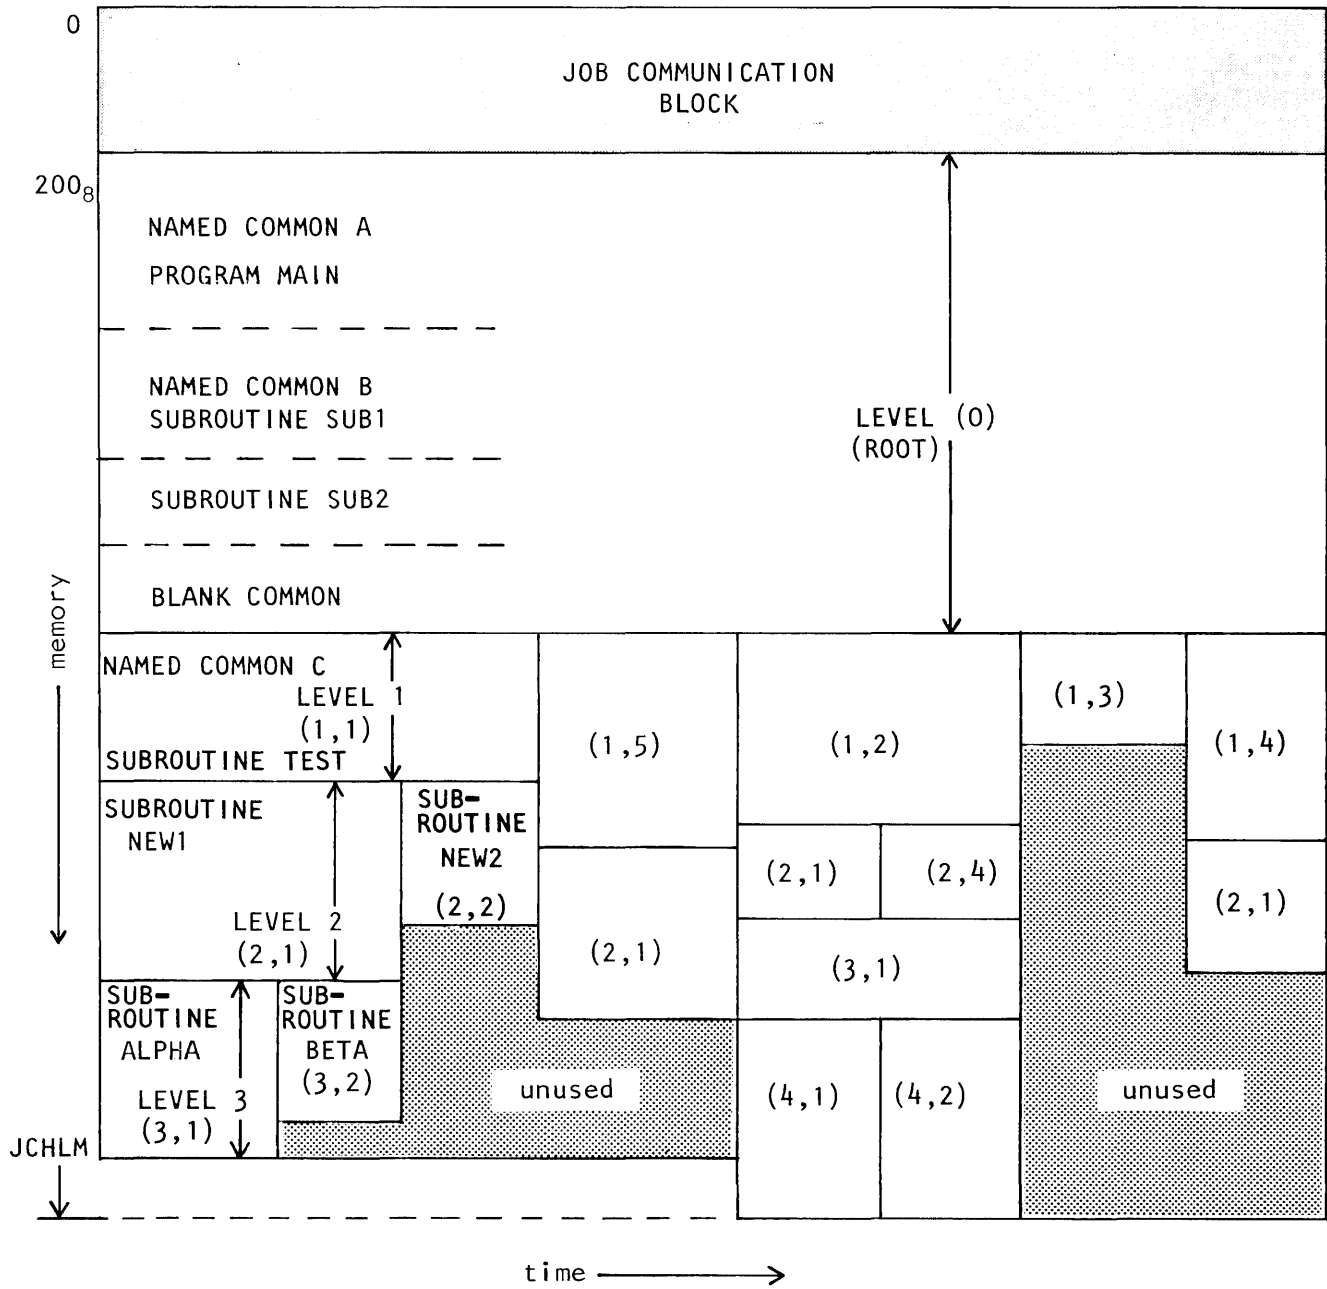 0
JOB COMMUNICATION
BLOCK
200₈
NAMED COMMON A
PROGRAM MAIN
NAMED COMMON B
SUBROUTINE SUB1
LEVEL (0)
(ROOT)
SUBROUTINE SUB2
BLANK COMMON
memory
NAMED COMMON C
LEVEL 1
(1,1)
SUBROUTINE TEST
(1,5)
(1,2)
(1,3)
(1,4)
SUBROUTINE
NEW1
LEVEL 2
(2,1)
SUB-
ROUTINE
NEW2
(2,2)
(2,1)
(2,1)
(2,4)
(3,1)
(2,1)
SUB-
ROUTINE
ALPHA
LEVEL 3
(3,1)
SUB-
ROUTINE
BETA
(3,2)
unused
(4,1)
(4,2)
unused
JCHLM
time